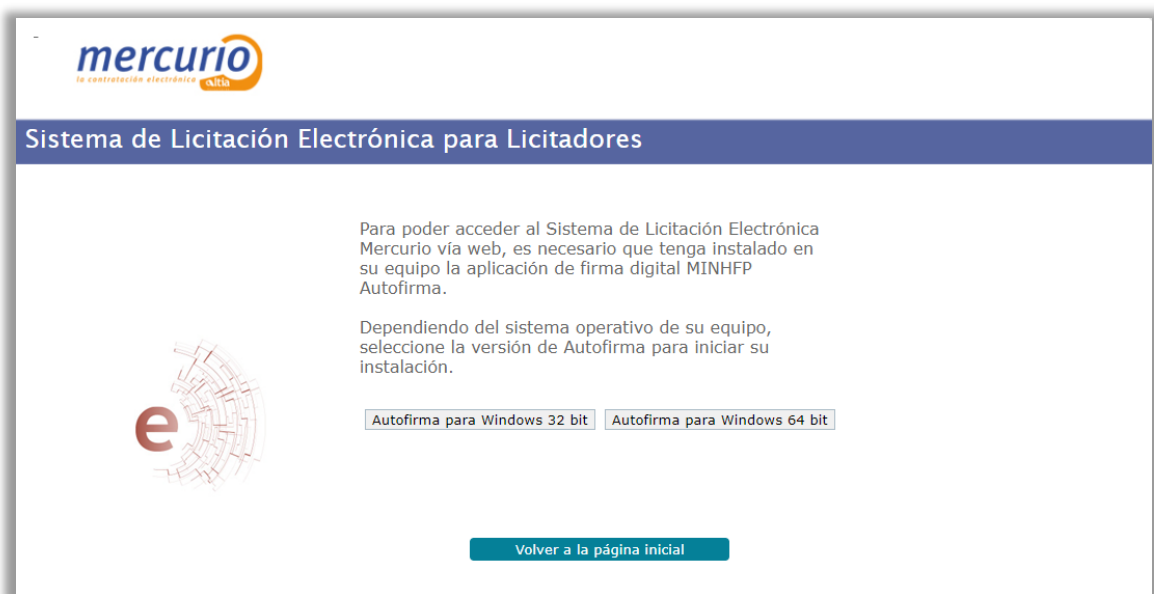 mercurio
la contratación electrónica altia
Sistema de Licitación Electrónica para Licitadores
Para poder acceder al Sistema de Licitación Electrónica
Mercurio vía web, es necesario que tenga instalado en
su equipo la aplicación de firma digital MINHFP
Autofirma.
Dependiendo del sistema operativo de su equipo,
seleccione la versión de Autofirma para iniciar su
instalación.
Autofirma para Windows 32 bit Autofirma para Windows 64 bit
e
Volver a la página inicial